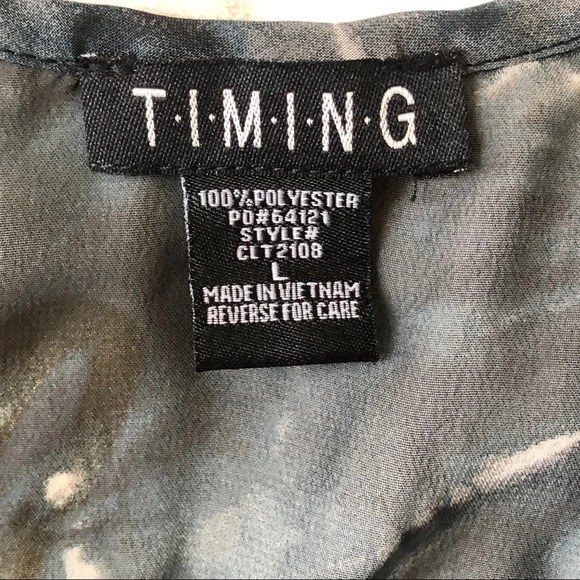 T·I·M·I·N·G
100% POLYESTER
PO#64121
STYLE#
CLT2108
L
MADE IN VIETNAM
REVERSE FOR CARE